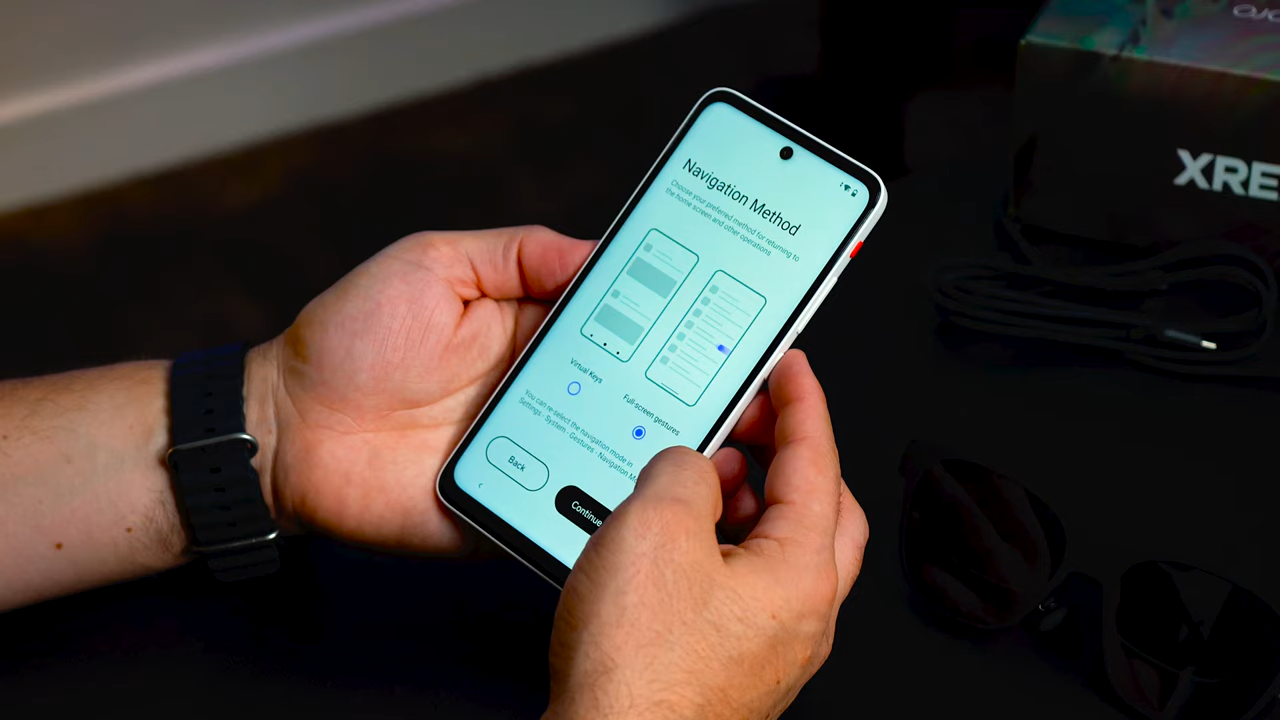 XRE
Navigation Method
Choose your preferred method for returning to
the home screen and other operations
Virtual Keys
Full-screen gestures
You can re-select the navigation mode in
Settings - System - Gestures - Navigation M
Back
Continue